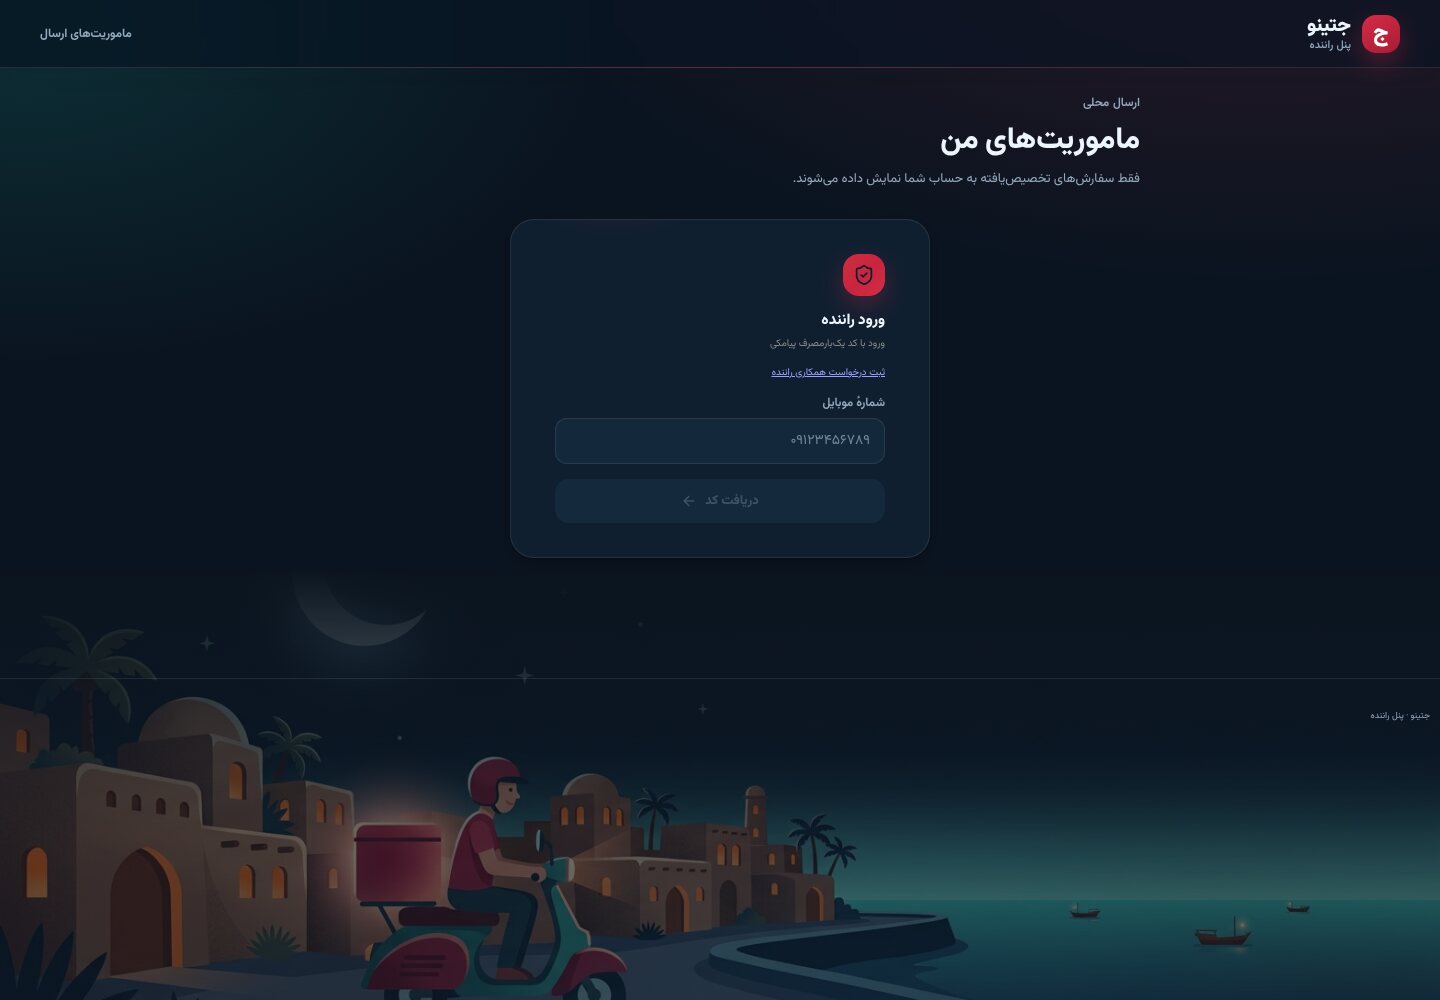 ج
جتینو
پنل راننده
ماموریت‌های ارسال
ارسال محلی
ماموریت‌های من
فقط سفارش‌های تخصیص‌یافته به حساب شما نمایش داده می‌شوند.
ورود راننده
ورود با کد یک‌بارمصرف پیامکی
ثبت درخواست همکاری راننده
شمارهٔ موبایل
۰۹۱۲۳۴۵۶۷۸۹
دریافت کد
جتینو · پنل راننده